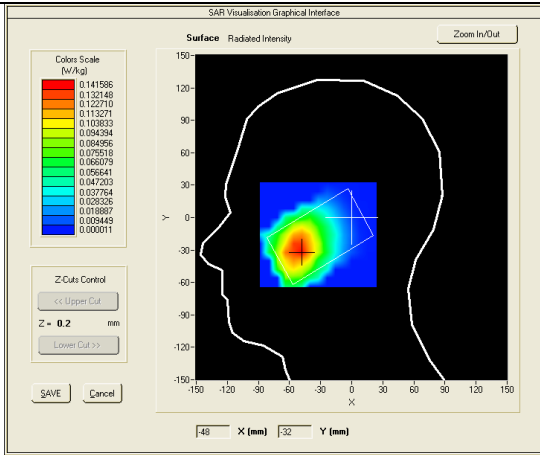 SAR Visualisation Graphical Interface
Surface Radiated Intensity
Zoom In/Out
Colors Scale
(W/kg)
0.141586
0.132148
0.122710
0.113271
0.103833
0.094394
0.084956
0.075518
0.066079
0.056641
0.047203
0.037764
0.028326
0.018887
0.009449
0.000011
150
120
90
60
30
0
-30
-60
-90
-120
-150
Y
-150 -120 -90 -60 -30 0 30 60 90 120 150
X
Z-Cuts Control
<< Upper Cut
Z = 0.2 mm
Lower Cut >>
SAVE Cancel
-48 X (mm) -32 Y (mm)